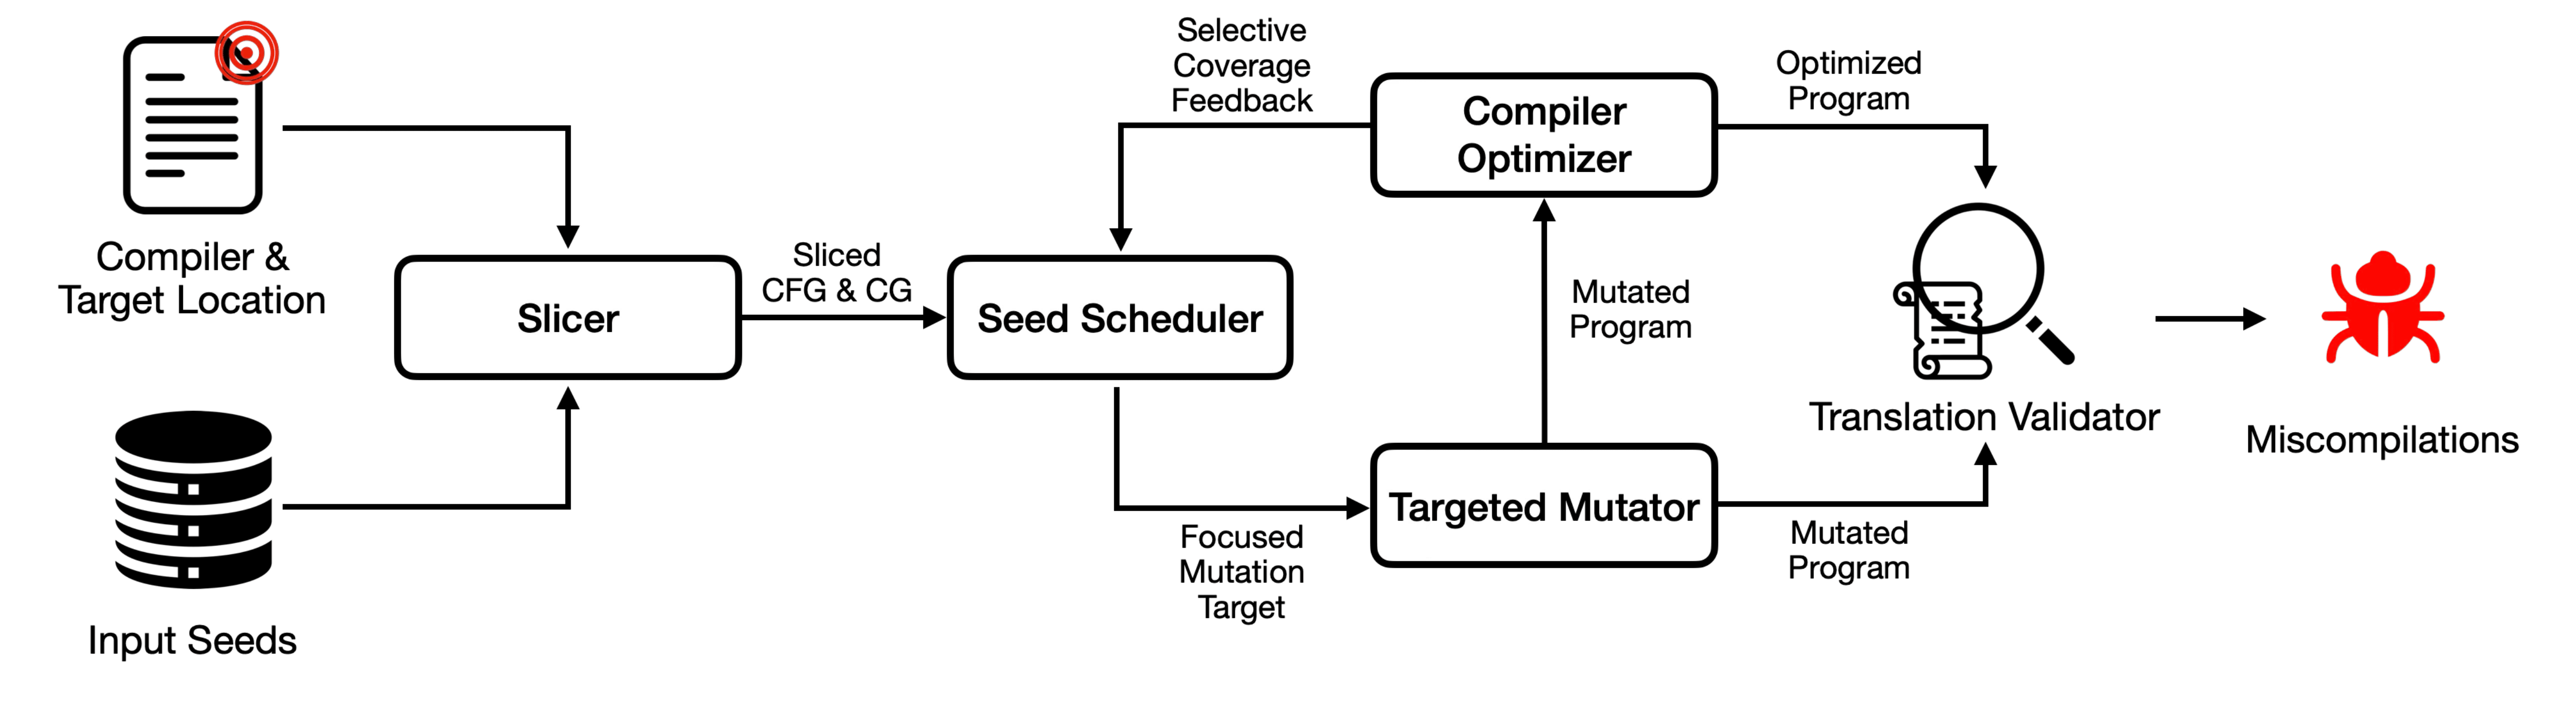 Compiler &
Target Location
Input Seeds
Slicer
Sliced
CFG & CG
Seed Scheduler
Selective
Coverage
Feedback
Focused
Mutation
Target
Compiler
Optimizer
Mutated
Program
Targeted Mutator
Optimized
Program
Mutated
Program
Translation Validator
Miscompilations